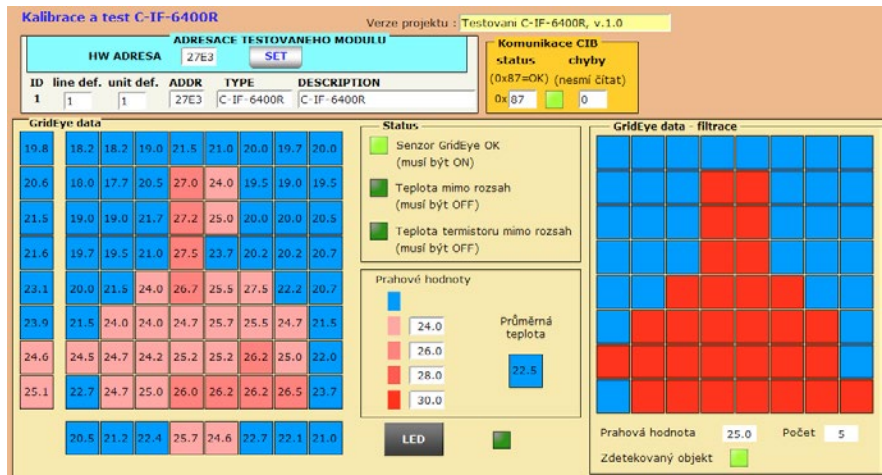 Kalibrace a test C-IF-6400R
Verze projektu : Testovani C-IF-6400R, v.1.0
ADRESACE TESTOVANEHO MODULU
HW ADRESA 27E3 SET
ID line def. unit def. ADDR TYPE DESCRIPTION
1 1 1 27E3 C-IF-6400R C-IF-6400R
Komunikace CIB
status chyby
(0x87=OK) (nesmí čítat)
0x 87 0
GridEye data
19.8 18.2 18.2 19.0 21.5 21.0 20.0 19.7 20.0
20.6 18.0 17.7 20.5 27.0 24.0 19.5 19.0 19.5
21.5 19.0 19.0 21.7 27.2 25.0 20.0 20.0 20.5
21.6 19.7 19.5 21.0 27.5 23.7 20.2 20.2 20.7
23.1 20.0 21.5 24.0 26.7 25.5 27.5 22.2 20.7
23.9 21.5 24.0 24.0 24.7 25.7 25.5 24.7 21.5
24.6 24.5 24.7 24.2 25.2 25.2 26.2 25.0 22.0
25.1 22.7 24.7 25.0 26.0 26.2 26.2 26.5 23.7
20.5 21.2 22.4 25.7 24.6 22.7 22.1 21.0
Status
Senzor GridEye OK
(musí být ON)
Teplota mimo rozsah
(musí být OFF)
Teplota termistoru mimo rozsah
(musí být OFF)
Prahové hodnoty
24.0
26.0
28.0
30.0
Průměrná
teplota
22.5
LED
GridEye data - filtrace
Prahová hodnota 25.0 Počet 5
Zdetekovaný objekt